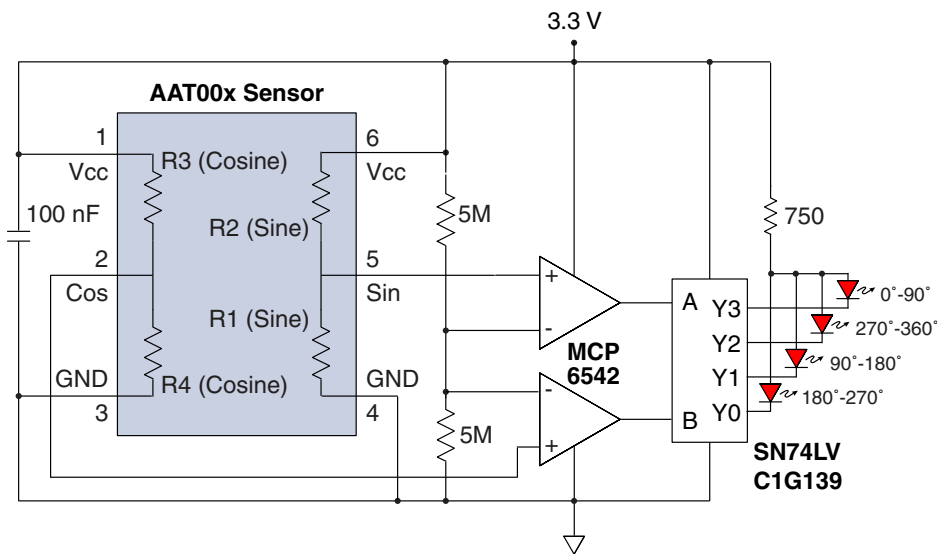 3.3 V
AAT00x Sensor
1
Vcc
R3 (Cosine)
6
Vcc
100 nF
R2 (Sine)
5M
750
2
Cos
5
Sin
+
-
A
Y3
0˚-90˚
R1 (Sine)
MCP
6542
Y2
270˚-360˚
Y1
90˚-180˚
GND
3
R4 (Cosine)
GND
4
-
+
5M
B
Y0
180˚-270˚
SN74LV
C1G139